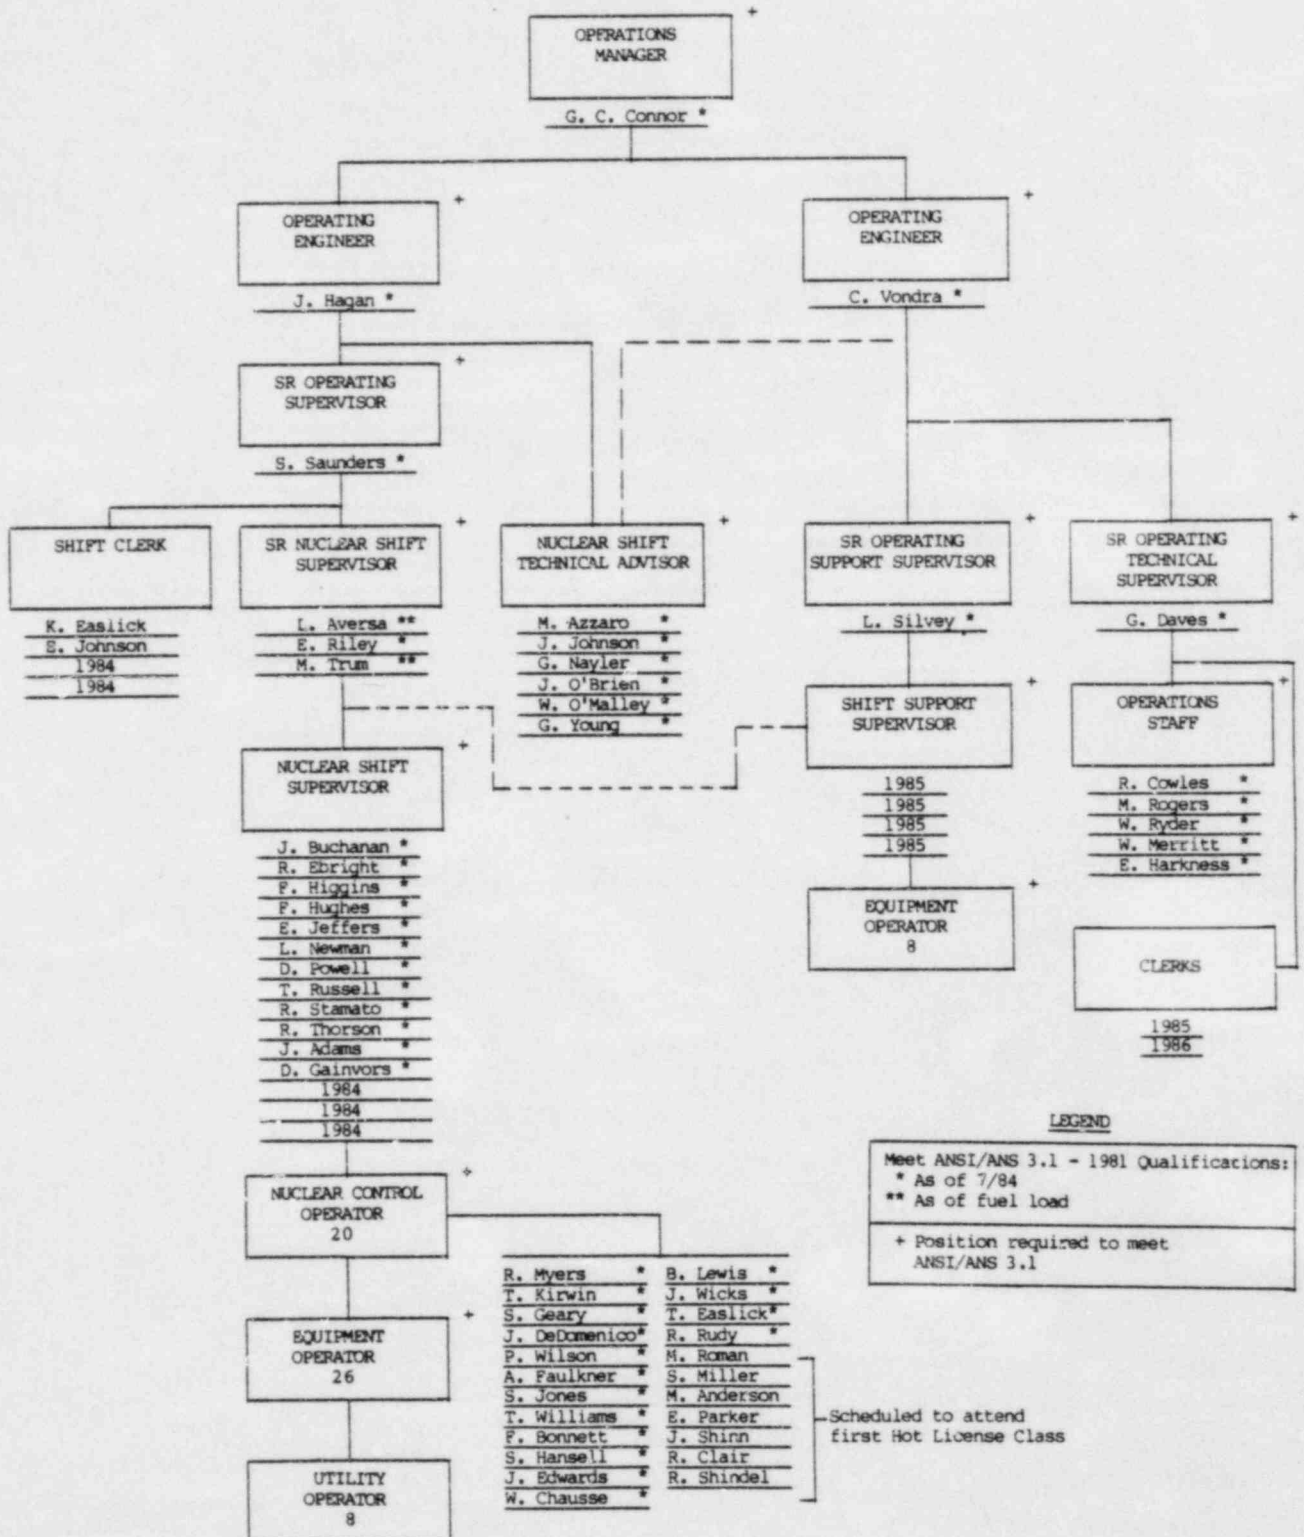 +
OPERATIONS
MANAGER
G. C. Connor *
+
OPERATING
ENGINEER
J. Hagan *
+
OPERATING
ENGINEER
C. Vondra *
+
SR OPERATING
SUPERVISOR
S. Saunders *
SHIFT CLERK
K. Easlick
E. Johnson
1984
1984
+
SR NUCLEAR SHIFT
SUPERVISOR
L. Aversa **
E. Riley *
M. Trum **
+
NUCLEAR SHIFT
TECHNICAL ADVISOR
M. Azzaro *
J. Johnson *
G. Nayler *
J. O'Brien *
W. O'Malley *
G. Young *
+
SR OPERATING
SUPPORT SUPERVISOR
L. Silvey *
+
SR OPERATING
TECHNICAL
SUPERVISOR
G. Daves *
+
NUCLEAR SHIFT
SUPERVISOR
J. Buchanan *
R. Ebright *
F. Higgins *
F. Hughes *
E. Jeffers *
L. Newman *
D. Powell *
T. Russell *
R. Stamato *
R. Thorson *
J. Adams *
D. Gainvors *
1984
1984
1984
+
SHIFT SUPPORT
SUPERVISOR
1985
1985
1985
1985
+
EQUIPMENT
OPERATOR
8
+
OPERATIONS
STAFF
R. Cowles *
M. Rogers *
W. Ryder *
W. Merritt *
E. Harkness *
CLERKS
1985
1986
+
NUCLEAR CONTROL
OPERATOR
20
R. Myers *
T. Kirwin *
S. Geary *
J. DeDomenico*
P. Wilson *
A. Faulkner *
S. Jones *
T. Williams *
F. Bonnett *
S. Hansell *
J. Edwards *
W. Chausse *
B. Lewis *
J. Wicks *
T. Easlick*
R. Rudy *
M. Roman
S. Miller
M. Anderson
E. Parker
J. Shinn
R. Clair
R. Shindel
Scheduled to attend
first Hot License Class
+
EQUIPMENT
OPERATOR
26
UTILITY
OPERATOR
8
LEGEND
Meet ANSI/ANS 3.1 - 1981 Qualifications:
* As of 7/84
** As of fuel load
+ Position required to meet
ANSI/ANS 3.1